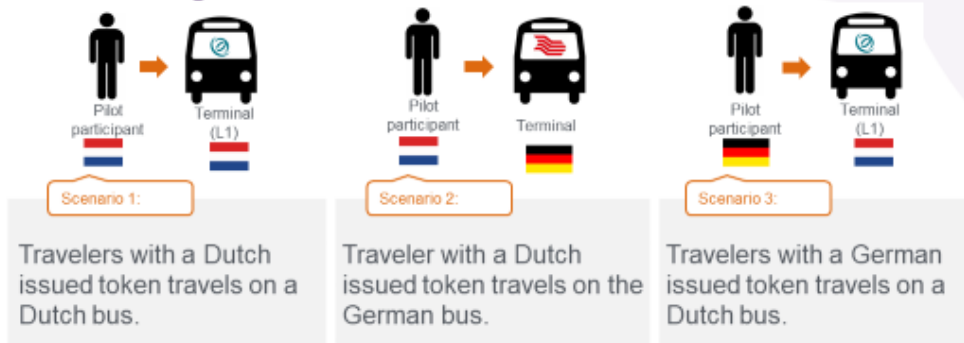 Pilot
participant
Terminal
(L1)
Scenario 1:
Travelers with a Dutch
issued token travels on a
Dutch bus.
Pilot
participant
Terminal
Scenario 2:
Traveler with a Dutch
issued token travels on the
German bus.
Pilot
participant
Terminal
(L1)
Scenario 3:
Travelers with a German
issued token travels on a
Dutch bus.